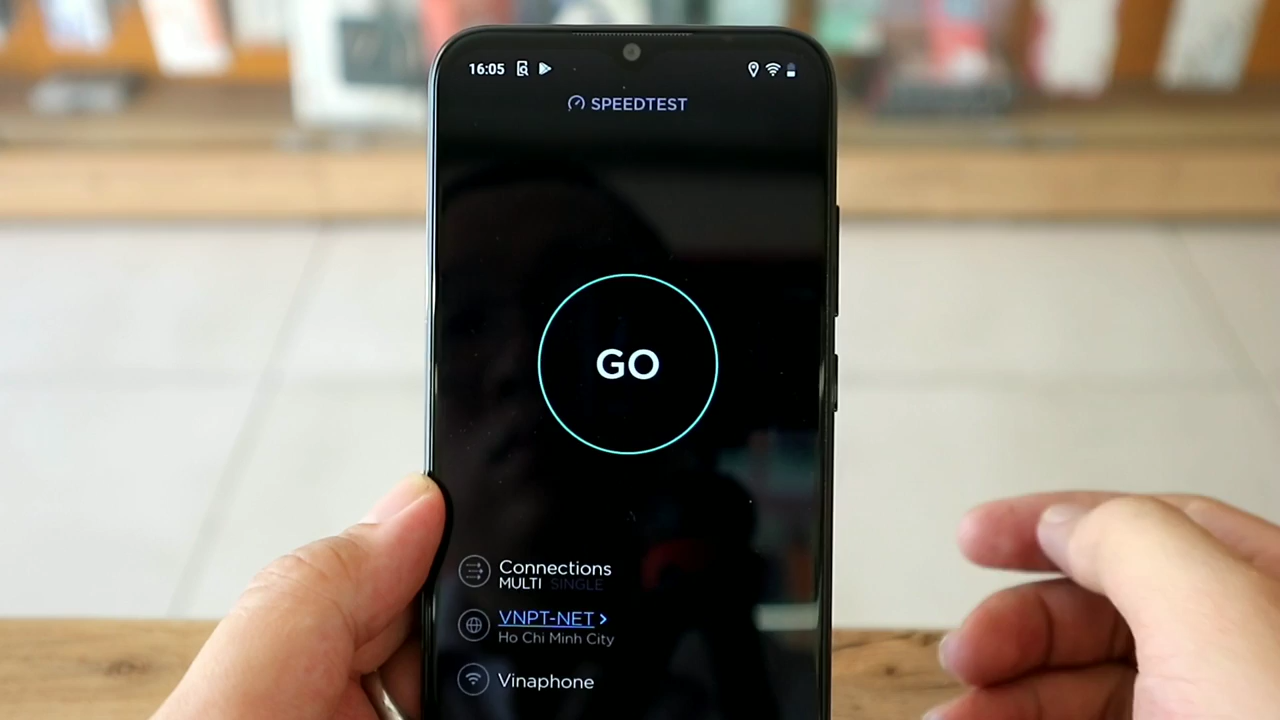 16:05
SPEEDTEST
GO
Connections
MULTI SINGLE
VNPT-NET >
Ho Chi Minh City
Vinaphone